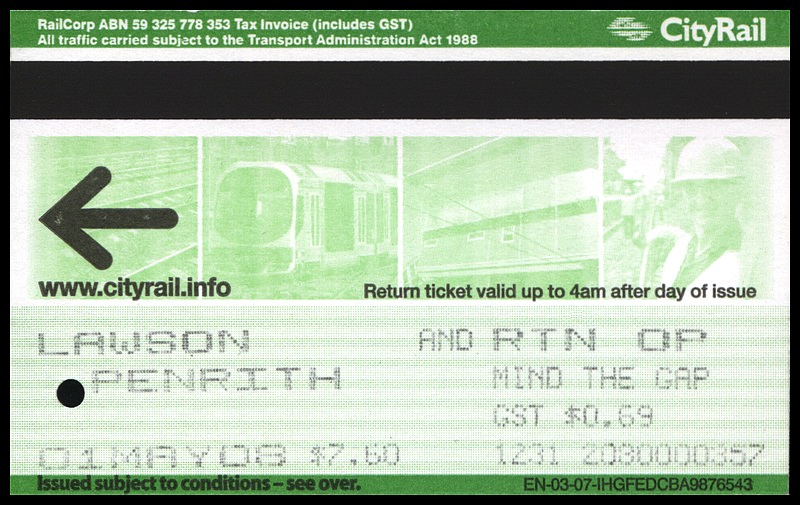 RailCorp ABN 59 325 778 353 Tax Invoice (includes GST)
All traffic carried subject to the Transport Administration Act 1988
CityRail
www.cityrail.info
Return ticket valid up to 4am after day of issue
LAWSON AND RTN OP
PENRITH MIND THE GAP
GST $0.69
01MAY08 $7.60 1231 2080000357
Issued subject to conditions – see over.
EN-03-07-IHGFEDCBA9876543